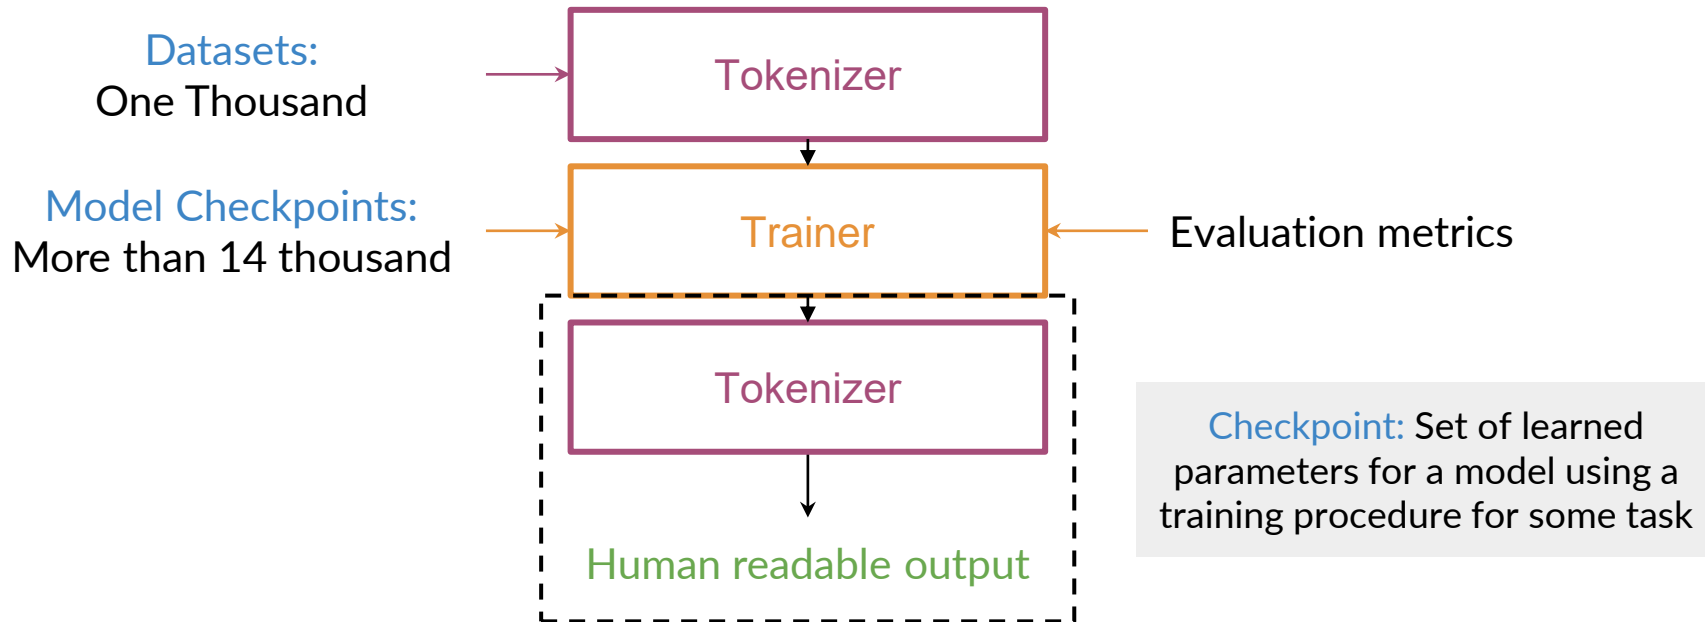 Datasets:
One Thousand
Tokenizer
Model Checkpoints:
More than 14 thousand
Trainer
Evaluation metrics
Tokenizer
Human readable output
Checkpoint: Set of learned
parameters for a model using a
training procedure for some task